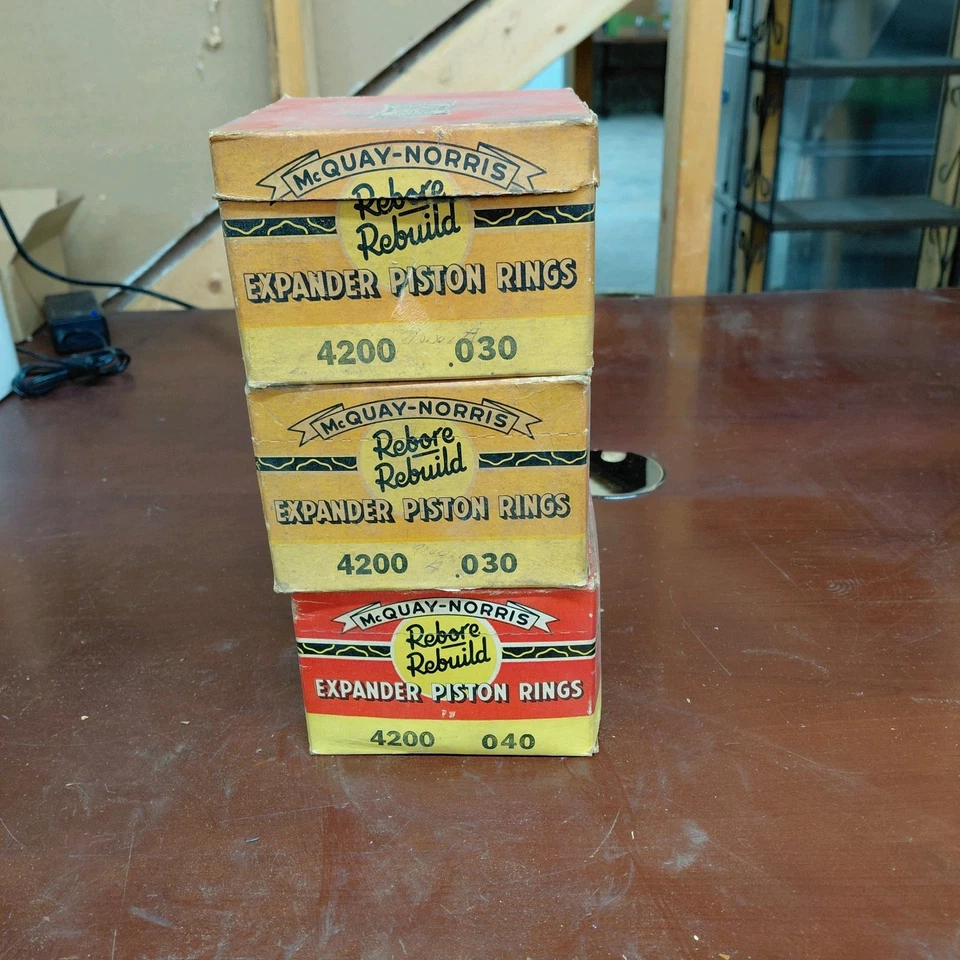 McQUAY-NORRIS
Rebore
Rebuild
EXPANDER PISTON RINGS
4200 .030
McQUAY-NORRIS
Rebore
Rebuild
EXPANDER PISTON RINGS
4200 .030
McQUAY-NORRIS
Rebore
Rebuild
EXPANDER PISTON RINGS
4200 040